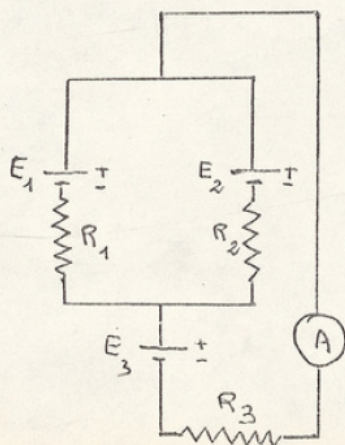 E1 + - E2 + -
R1 R2
E3 + -
A
R3